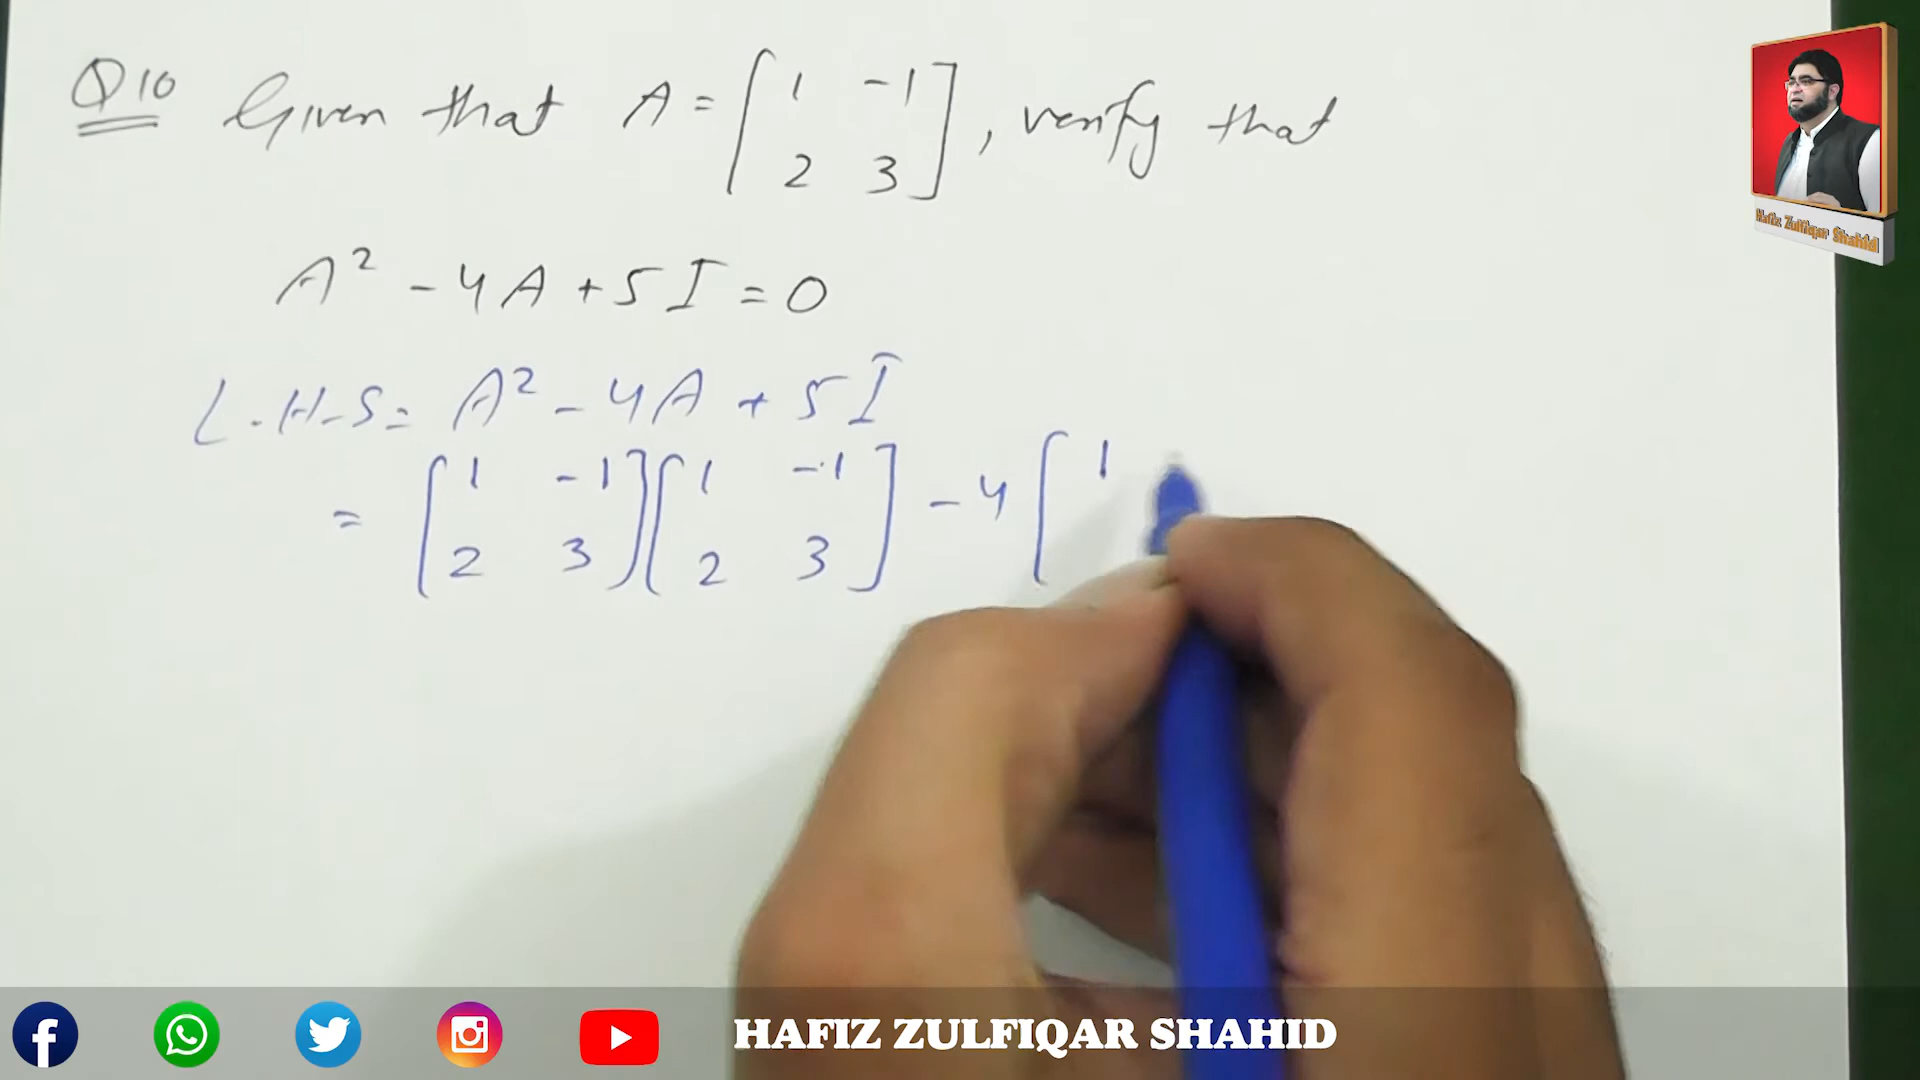 Q10 Given that A = [ 1 -1 ], verify that
2 3
A² - 4A + 5I = 0
L.H.S = A² - 4A + 5I
= [ 1 -1 ] [ 1 -1 ] - 4 [ 1
2 3 2 3
Hafiz Zulfiqar Shahid
HAFIZ ZULFIQAR SHAHID